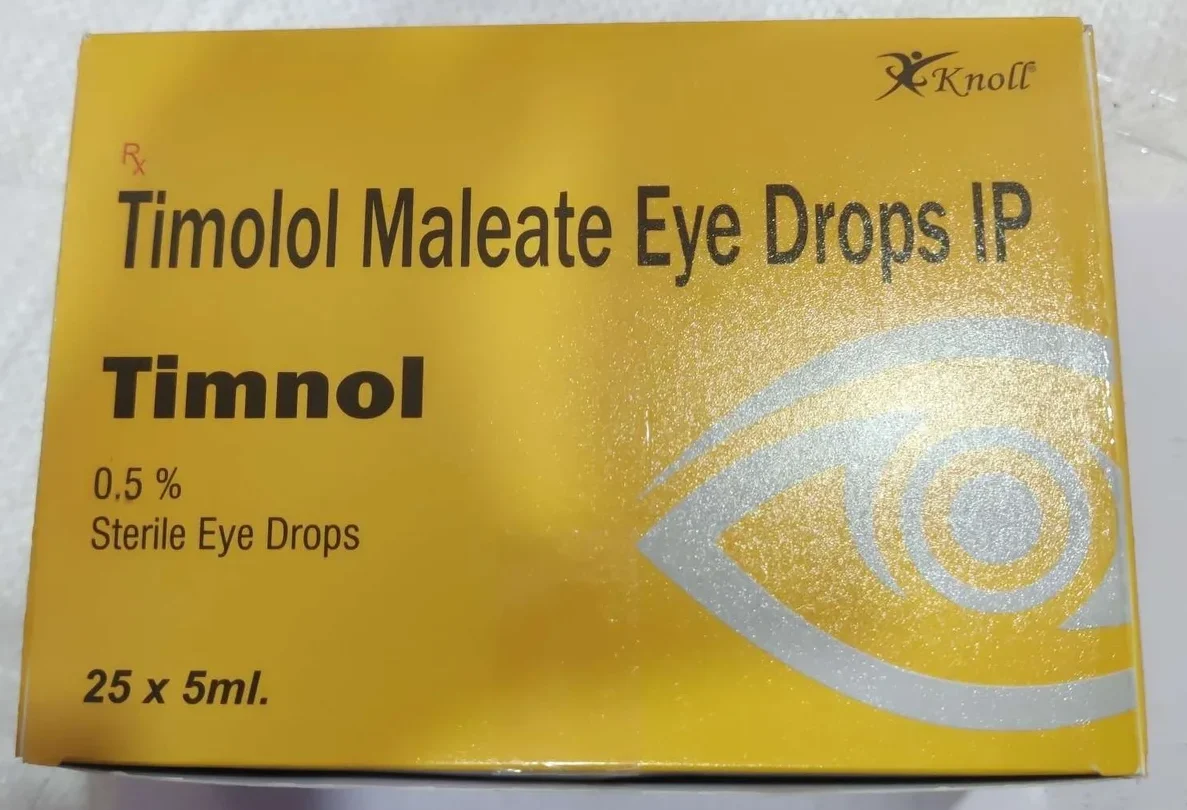 Knoll®
Rx
Timolol Maleate Eye Drops IP
Timnol
0.5 %
Sterile Eye Drops
25 x 5ml.